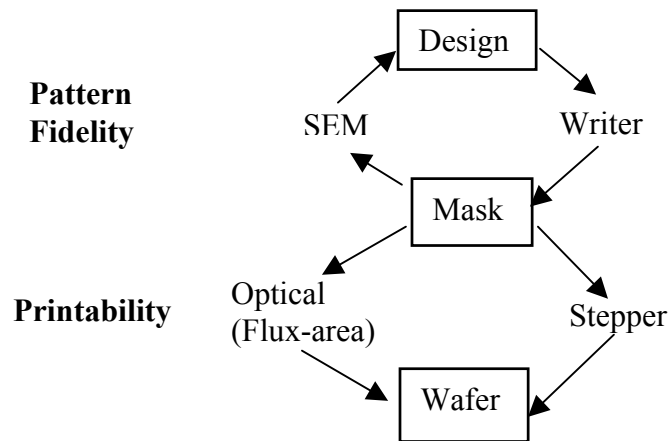 Design
Pattern
Fidelity
SEM
Writer
Mask
Printability
Optical
(Flux-area)
Stepper
Wafer